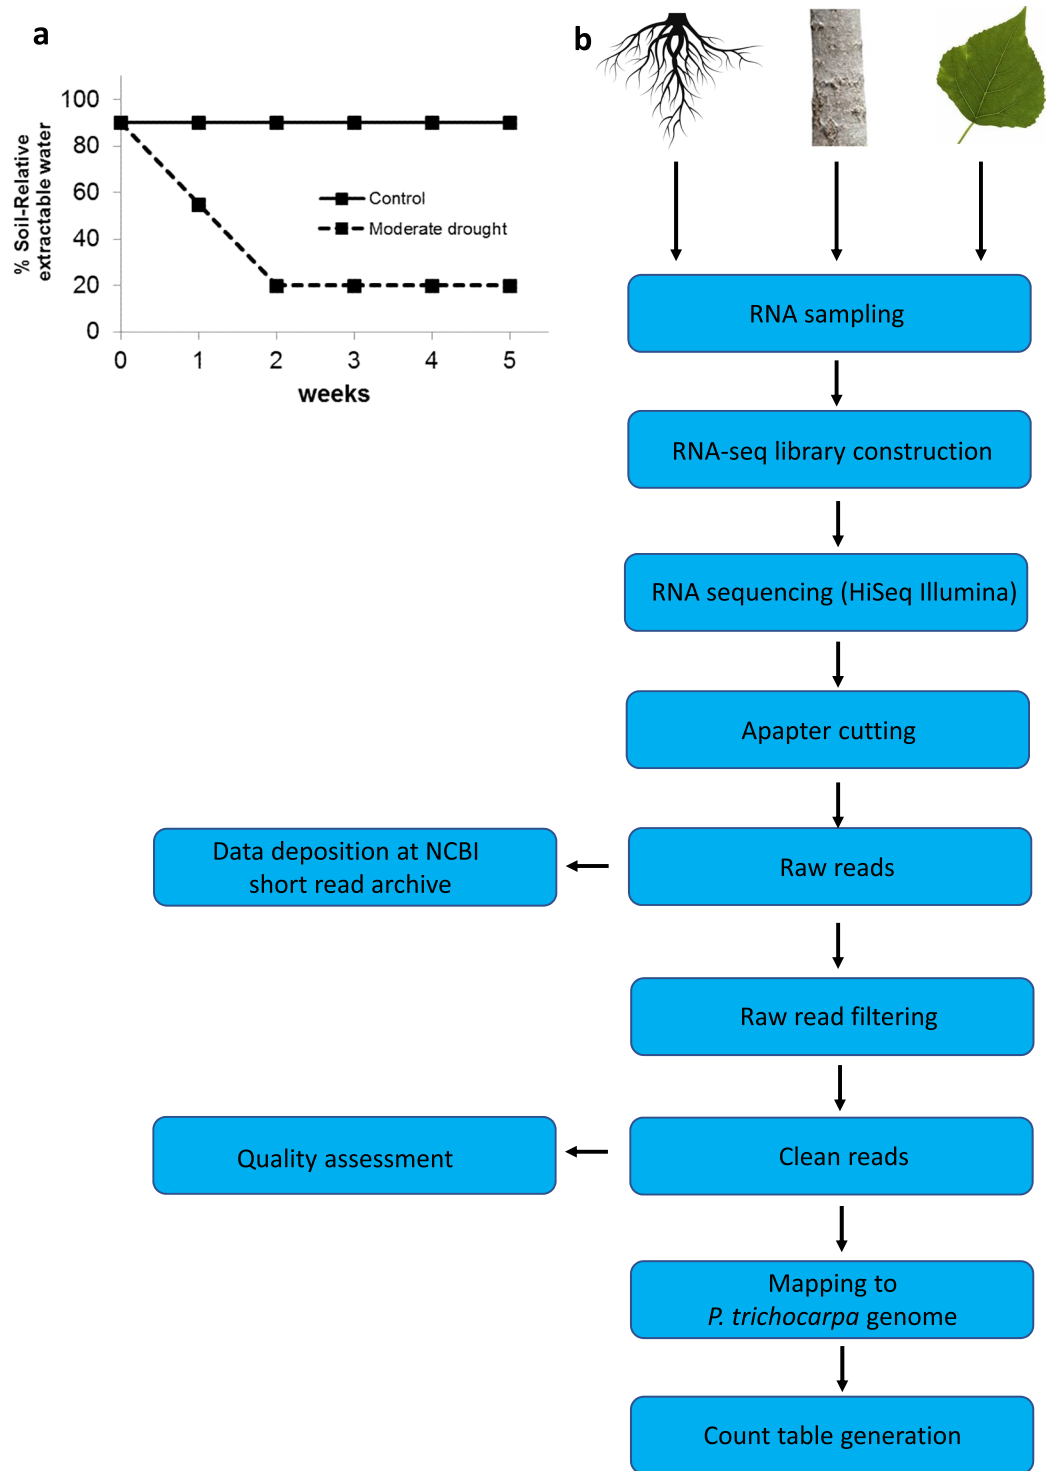 a
% Soil-Relative
extractable water
100
80
60
40
20
0
0 1 2 3 4 5
weeks
Control
Moderate drought
b
RNA sampling
RNA-seq library construction
RNA sequencing (HiSeq Illumina)
Apapter cutting
Data deposition at NCBI
short read archive
Raw reads
Raw read filtering
Quality assessment
Clean reads
Mapping to
P. trichocarpa genome
Count table generation